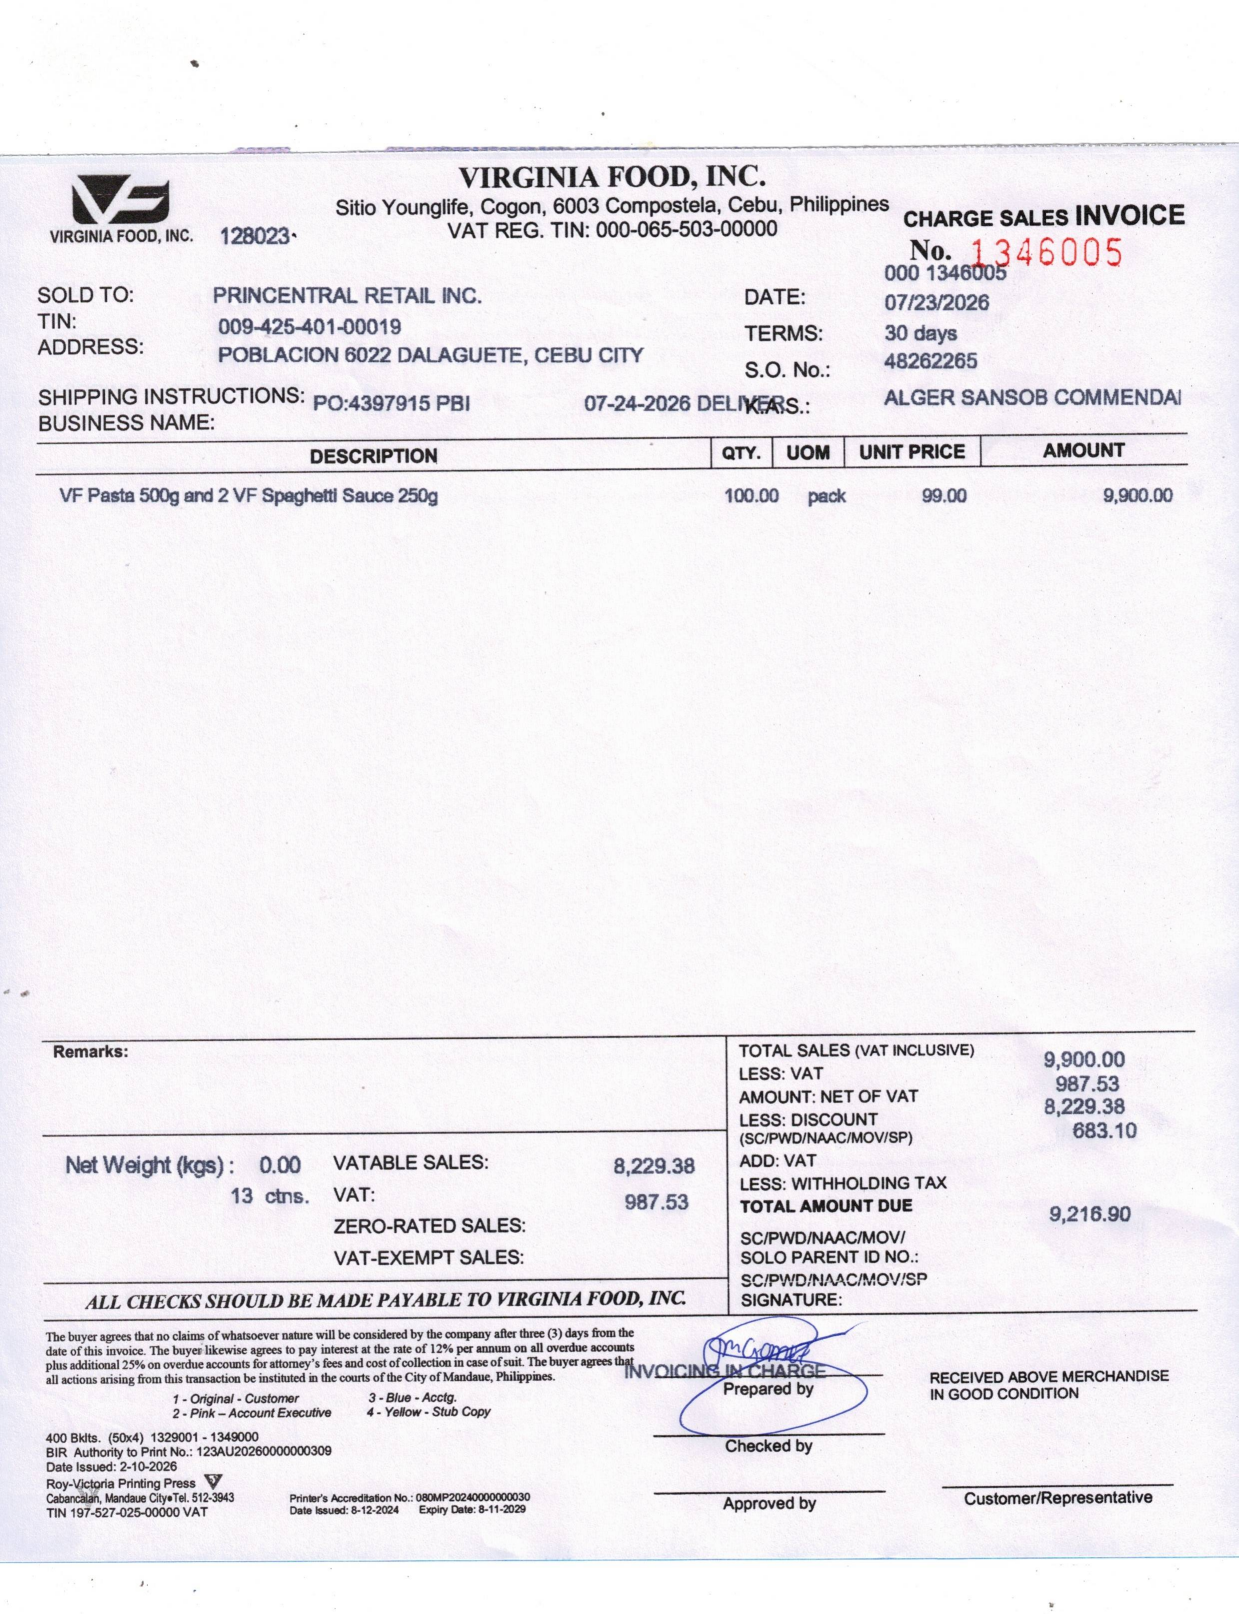 VIRGINIA FOOD, INC.
Sitio Younglife, Cogon, 6003 Compostela, Cebu, Philippines
VAT REG. TIN: 000-065-503-00000
VIRGINIA FOOD, INC.
128023
CHARGE SALES INVOICE
No. 1346005
000 1346005
SOLD TO: PRINCENTRAL RETAIL INC.
TIN: 009-425-401-00019
ADDRESS: POBLACION 6022 DALAGUETE, CEBU CITY
DATE: 07/23/2026
TERMS: 30 days
S.O. No.: 48262265
SHIPPING INSTRUCTIONS: PO:4397915 PBI 07-24-2026 DELIVER
K.A.S.: ALGER SANSOB COMMENDAI
BUSINESS NAME:
DESCRIPTION QTY. UOM UNIT PRICE AMOUNT
VF Pasta 500g and 2 VF Spaghetti Sauce 250g 100.00 pack 99.00 9,900.00
Remarks:
TOTAL SALES (VAT INCLUSIVE) 9,900.00
LESS: VAT 987.53
AMOUNT: NET OF VAT 8,229.38
LESS: DISCOUNT 683.10
(SC/PWD/NAAC/MOV/SP)
ADD: VAT
LESS: WITHHOLDING TAX
TOTAL AMOUNT DUE 9,216.90
SC/PWD/NAAC/MOV/
SOLO PARENT ID NO.:
SC/PWD/NAAC/MOV/SP
SIGNATURE:
Net Weight (kgs) : 0.00 VATABLE SALES: 8,229.38
13 ctns. VAT: 987.53
ZERO-RATED SALES:
VAT-EXEMPT SALES:
ALL CHECKS SHOULD BE MADE PAYABLE TO VIRGINIA FOOD, INC.
The buyer agrees that no claims of whatsoever nature will be considered by the company after three (3) days from the
date of this invoice. The buyer likewise agrees to pay interest at the rate of 12% per annum on all overdue accounts
plus additional 25% on overdue accounts for attorney's fees and cost of collection in case of suit. The buyer agrees that
all actions arising from this transaction be instituted in the courts of the City of Mandaue, Philippines.
1 - Original - Customer 3 - Blue - Acctg.
2 - Pink – Account Executive 4 - Yellow - Stub Copy
400 Bklts. (50x4) 1329001 - 1349000
BIR Authority to Print No.: 123AU20260000000309
Date Issued: 2-10-2026
Roy-Victoria Printing Press
Cabancalan, Mandaue City•Tel. 512-3943
TIN 197-527-025-00000 VAT
Printer's Accreditation No.: 080MP20240000000030
Date Issued: 8-12-2024 Expiry Date: 8-11-2029
INVOICING IN CHARGE
Prepared by
Checked by
Approved by
RECEIVED ABOVE MERCHANDISE
IN GOOD CONDITION
Customer/Representative